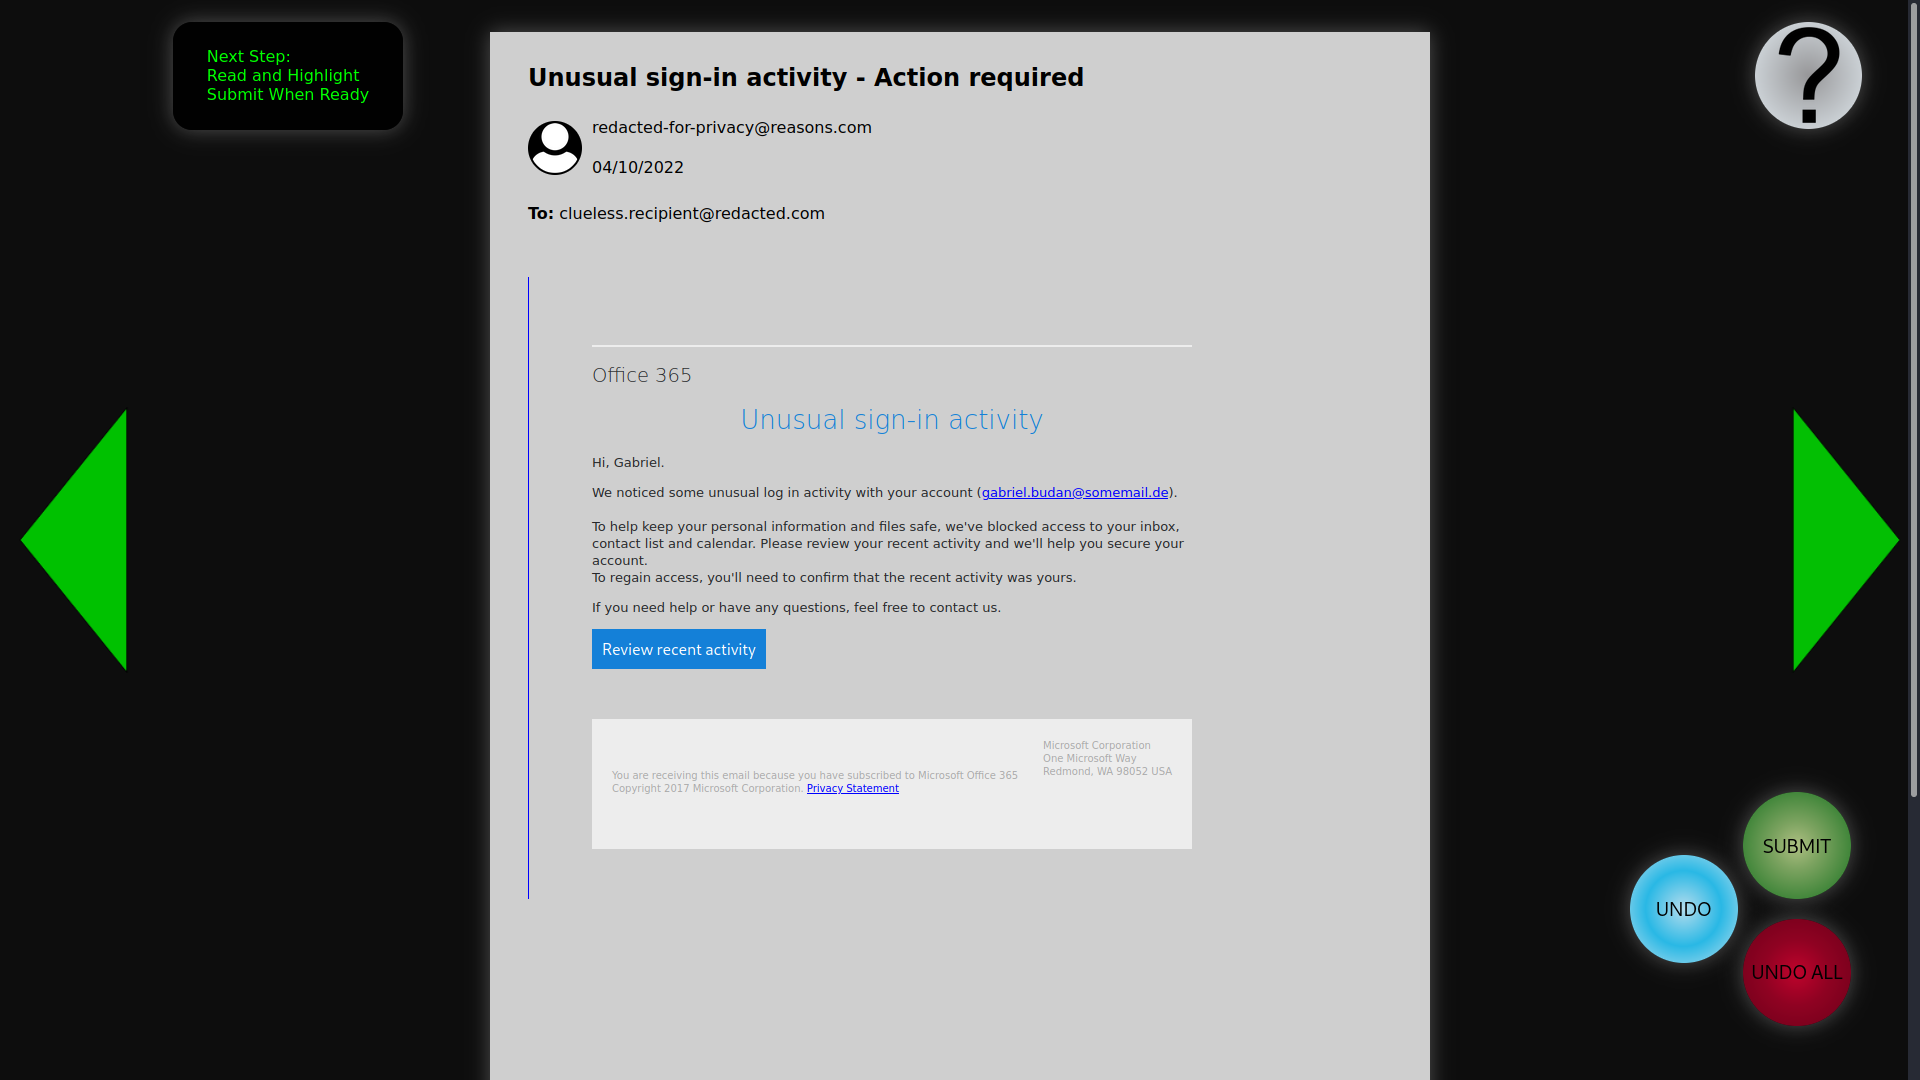 Next Step:
Read and Highlight
Submit When Ready
?
Unusual sign-in activity - Action required
redacted-for-privacy@reasons.com
04/10/2022
To: clueless.recipient@redacted.com
Office 365
Unusual sign-in activity
Hi, Gabriel.
We noticed some unusual log in activity with your account (gabriel.budan@somemail.de).
To help keep your personal information and files safe, we've blocked access to your inbox,
contact list and calendar. Please review your recent activity and we'll help you secure your
account.
To regain access, you'll need to confirm that the recent activity was yours.
If you need help or have any questions, feel free to contact us.
Review recent activity
You are receiving this email because you have subscribed to Microsoft Office 365
Copyright 2017 Microsoft Corporation. Privacy Statement
Microsoft Corporation
One Microsoft Way
Redmond, WA 98052 USA
SUBMIT
UNDO
UNDO ALL